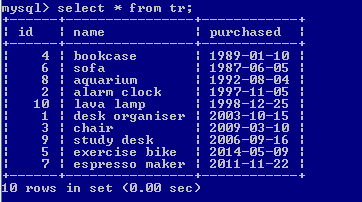 mysql> select * from tr;
+------+----------------+------------+
| id   | name           | purchased  |
+------+----------------+------------+
|    4 | bookcase       | 1989-01-10 |
|    6 | sofa           | 1987-06-05 |
|    8 | aquarium       | 1992-08-04 |
|    2 | alarm clock    | 1997-11-05 |
|   10 | lava lamp      | 1998-12-25 |
|    1 | desk organiser | 2003-10-15 |
|    3 | chair          | 2009-03-10 |
|    9 | study desk     | 2006-09-16 |
|    5 | exercise bike  | 2014-05-09 |
|    7 | espresso maker | 2011-11-22 |
+------+----------------+------------+
10 rows in set (0.00 sec)